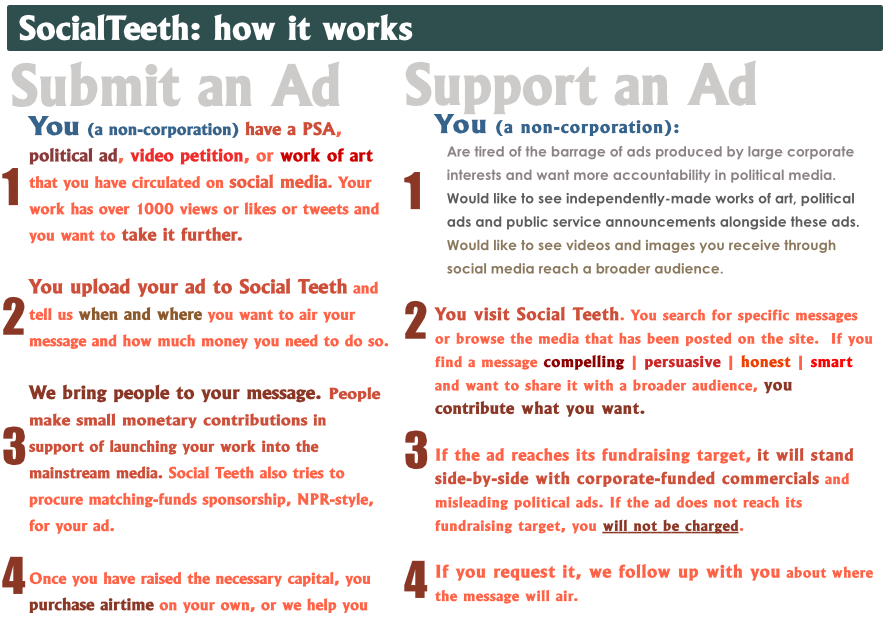 SocialTeeth: how it works
Submit an Ad
You (a non-corporation) have a PSA,
political ad, video petition, or work of art
1
that you have circulated on social media. Your
work has over 1000 views or likes or tweets and
you want to take it further.
You upload your ad to Social Teeth and
2
tell us when and where you want to air your
message and how much money you need to do so.
We bring people to your message. People
make small monetary contributions in
3
support of launching your work into the
mainstream media. Social Teeth also tries to
procure matching-funds sponsorship, NPR-style,
for your ad.
4
Once you have raised the necessary capital, you
purchase airtime on your own, or we help you
Support an Ad
You (a non-corporation):
Are tired of the barrage of ads produced by large corporate
interests and want more accountability in political media.
1
Would like to see independently-made works of art, political
ads and public service announcements alongside these ads.
Would like to see videos and images you receive through
social media reach a broader audience.
2
You visit Social Teeth. You search for specific messages
or browse the media that has been posted on the site. If you
find a message compelling | persuasive | honest | smart
and want to share it with a broader audience, you
contribute what you want.
3
If the ad reaches its fundraising target, it will stand
side-by-side with corporate-funded commercials and
misleading political ads. If the ad does not reach its
fundraising target, you will not be charged.
4
If you request it, we follow up with you about where
the message will air.